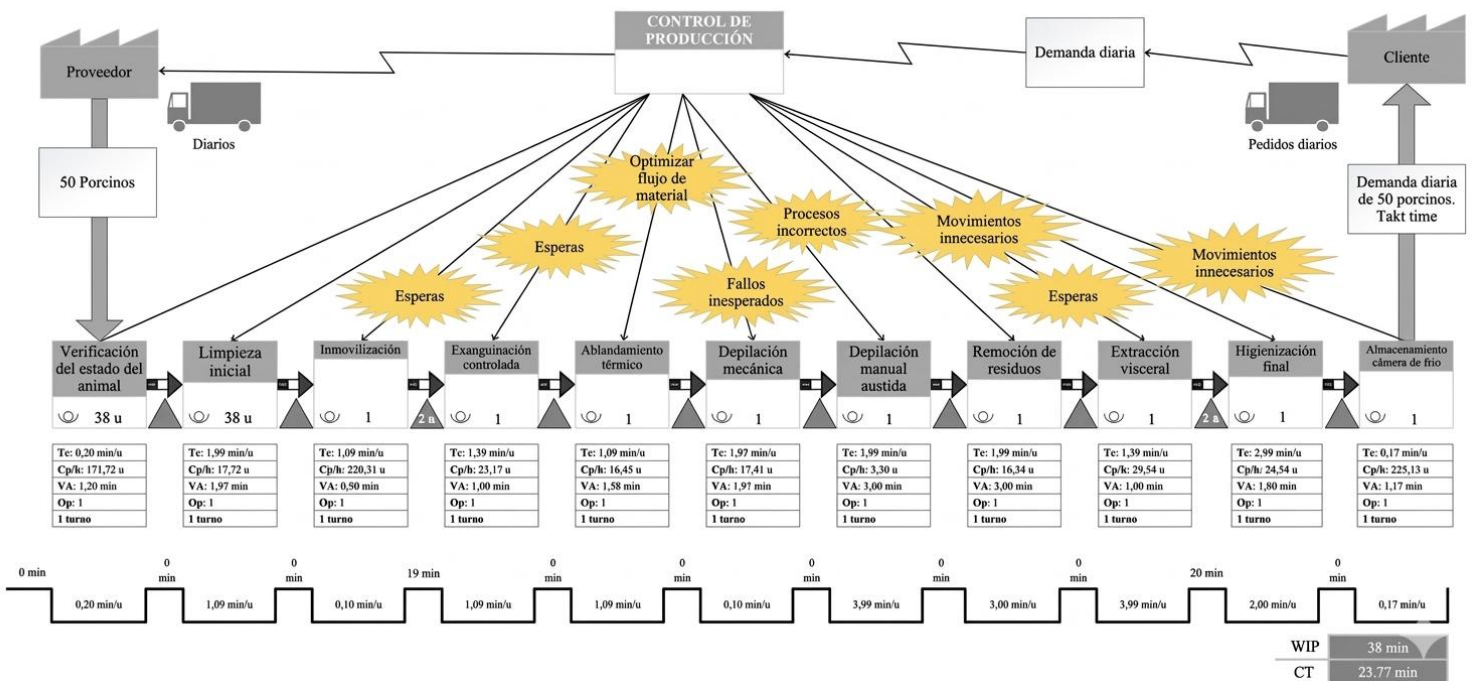 CONTROL DE
PRODUCCIÓN
Proveedor
Diarios
50 Porcinos
Demanda diaria
Cliente
Pedidos diarios
Demanda diaria
de 50 porcinos.
Takt time
Optimizar
flujo de
material
Esperas
Esperas
Procesos
incorrectos
Fallos
inesperados
Movimientos
innecesarios
Esperas
Movimientos
innecesarios
Verificación
del estado del
animal
38 u
Limpieza
inicial
38 u
Inmovilización
1
2 n
Exanguinación
controlada
1
Ablandamiento
térmico
1
Depilación
mecánica
1
Depilación
manual
austida
1
Remoción de
residuos
1
Extracción
visceral
1
2 n
Higienización
final
1
Almacenamiento
câmera de frio
1
Te: 0,20 min/u
Cp/k: 171,72 u
VA: 1,20 min
Op: 1
1 turno
Tc: 1,99 min/u
Cp/h: 17,72 u
VA: 1,97 min
Op: 1
1 turno
Tc: 1,09 min/u
Cp/h: 220,31 u
VA: 0,50 min
Op: 1
1 turno
Te: 1,39 min/u
Cp/b: 23,17 u
VA: 1,00 min
Op: 1
1 turno
Te: 1,09 min/u
Cp/k: 16,45 u
VA: 1,58 min
Op: 1
1 turno
Tc: 1,97 min/u
Cp/h: 17,41 u
VA: 1,9? min
Op: 1
1 turno
Tc: 1,99 min/u
Cp/h: 3,30 u
VA: 3,00 min
Op: 1
1 turno
Te: 1,99 min/u
Cp/k: 16,34 u
VA: 3,00 min
Op: 1
1 turno
Te: 1,39 min/u
Cp/k: 29,54 u
VA: 1,00 min
Op: 1
1 turno
Te: 2,99 min/u
Cp/h: 24,54 u
VA: 1,80 min
Op: 1
1 turno
Te: 0,17 min/u
Cp/k: 225,13 u
VA: 1,17 min
Op: 1
1 turno
0 min
0
min
0
min
19 min
0
min
0
min
0
min
0
min
0
min
20 min
0
min
0,20 min/u
1,09 min/u
0,10 min/u
1,09 min/u
1,09 min/u
0,10 min/u
3,99 min/u
3,00 min/u
3,99 min/u
2,00 min/u
0,17 min/u
WIP 38 min
CT 23.77 min